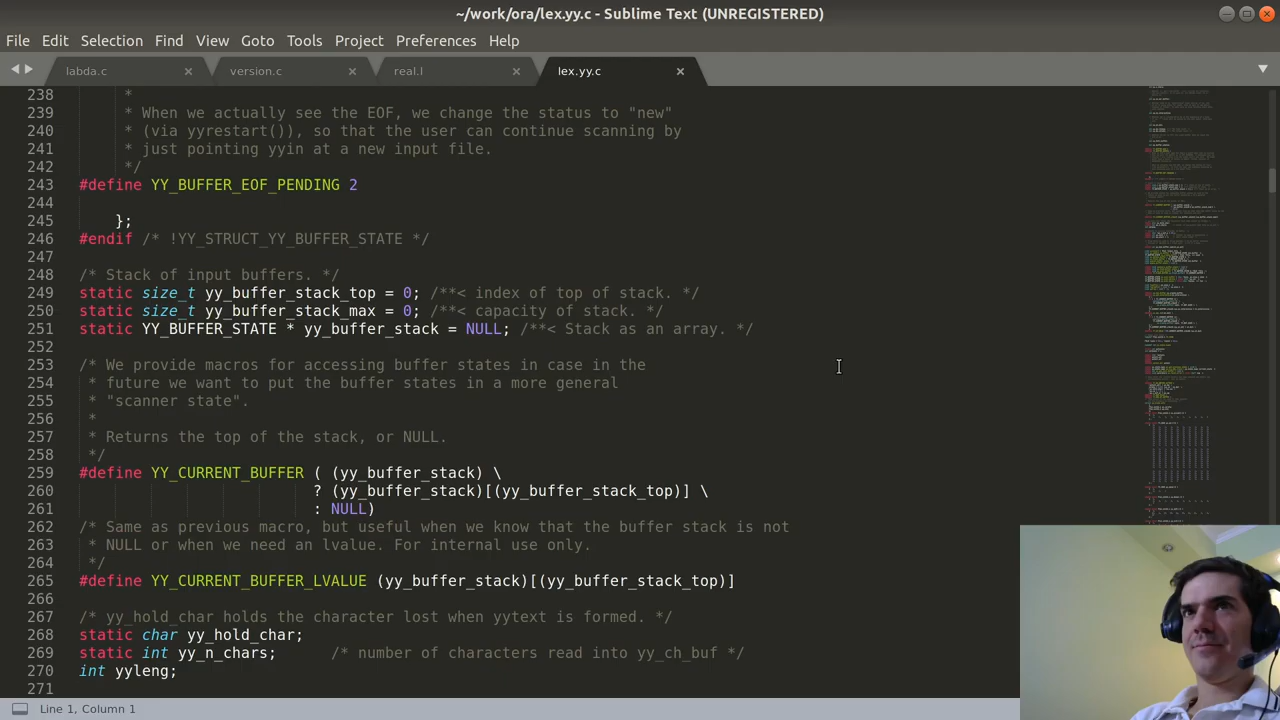 ~/work/ora/lex.yy.c - Sublime Text (UNREGISTERED)
File Edit Selection Find View Goto Tools Project Preferences Help
labda.c version.c real.l lex.yy.c
238 *
239 * When we actually see the EOF, we change the status to "new"
240 * (via yyrestart()), so that the user can continue scanning by
241 * just pointing yyin at a new input file.
242 */
243 #define YY_BUFFER_EOF_PENDING 2
244
245 };
246 #endif /* !YY_STRUCT_YY_BUFFER_STATE */
247
248 /* Stack of input buffers. */
249 static size_t yy_buffer_stack_top = 0; /**< index of top of stack. */
250 static size_t yy_buffer_stack_max = 0; /**< capacity of stack. */
251 static YY_BUFFER_STATE * yy_buffer_stack = NULL; /**< Stack as an array. */
252
253 /* We provide macros for accessing buffer states in case in the
254 * future we want to put the buffer states in a more general
255 * "scanner state".
256 *
257 * Returns the top of the stack, or NULL.
258 */
259 #define YY_CURRENT_BUFFER ( (yy_buffer_stack) \
260 ? (yy_buffer_stack)[(yy_buffer_stack_top)] \
261 : NULL)
262 /* Same as previous macro, but useful when we know that the buffer stack is not
263 * NULL or when we need an lvalue. For internal use only.
264 */
265 #define YY_CURRENT_BUFFER_LVALUE (yy_buffer_stack)[(yy_buffer_stack_top)]
266
267 /* yy_hold_char holds the character lost when yytext is formed. */
268 static char yy_hold_char;
269 static int yy_n_chars; /* number of characters read into yy_ch_buf */
270 int yyleng;
271
Line 1, Column 1